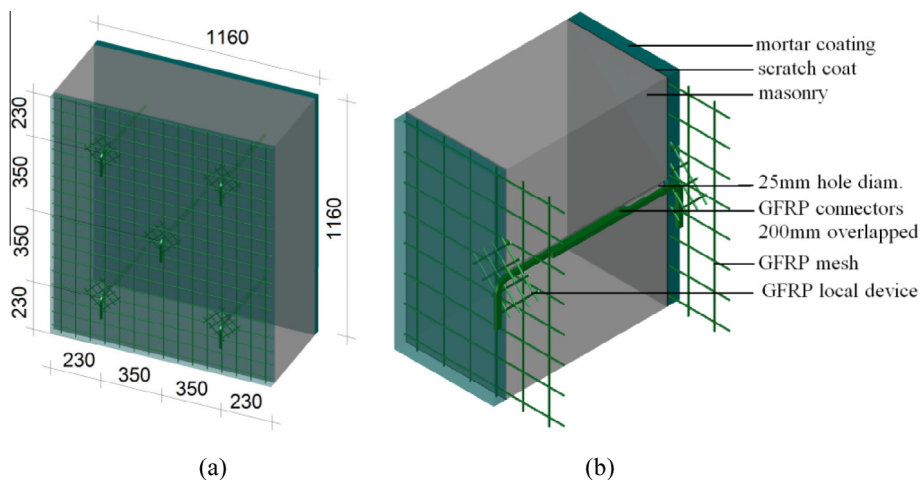 1160
230
350
350
230
1160
230
350
350
230
(a)
mortar coating
scratch coat
masonry
25mm hole diam.
GFRP connectors
200mm overlapped
GFRP mesh
GFRP local device
(b)